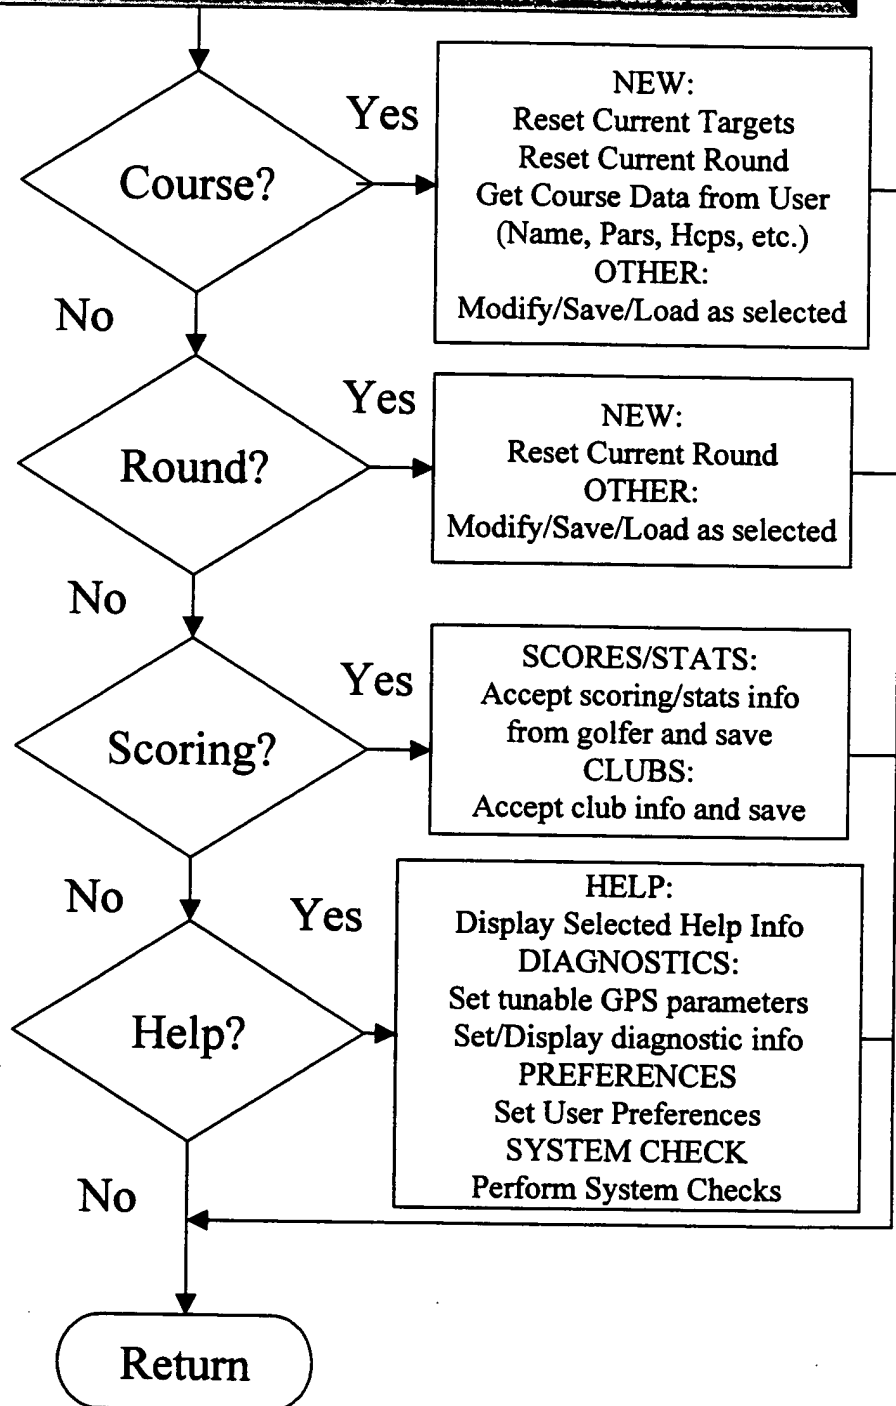 Course?
Yes
NEW:
Reset Current Targets
Reset Current Round
Get Course Data from User
(Name, Pars, Hcps, etc.)
OTHER:
Modify/Save/Load as selected
No
Round?
Yes
NEW:
Reset Current Round
OTHER:
Modify/Save/Load as selected
No
Scoring?
Yes
SCORES/STATS:
Accept scoring/stats info
from golfer and save
CLUBS:
Accept club info and save
No
Help?
Yes
HELP:
Display Selected Help Info
DIAGNOSTICS:
Set tunable GPS parameters
Set/Display diagnostic info
PREFERENCES
Set User Preferences
SYSTEM CHECK
Perform System Checks
No
Return